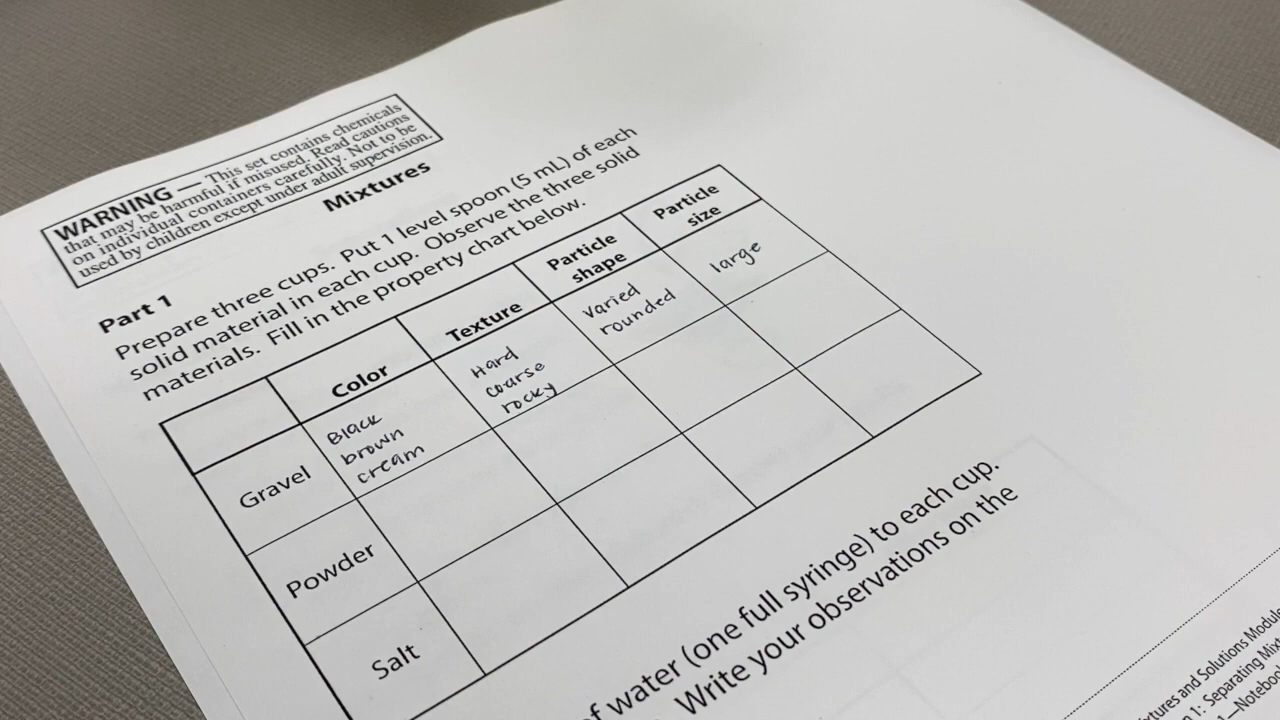 WARNING — This set contains chemicals
that may be harmful if misused. Read cautions
on individual containers carefully. Not to be
used by children except under adult supervision.
Mixtures
Part 1
Prepare three cups. Put 1 level spoon (5 mL) of each
solid material in each cup. Observe the three solid
materials. Fill in the property chart below.
Color
Texture
Particle
shape
Particle
size
Gravel
Black
brown
cream
Hard
coarse
rocky
varied
rounded
large
Powder
Salt
of water (one full syringe) to each cup.
Write your observations on the
Mixtures and Solutions Module
1: Separating Mixt
1—Notebook